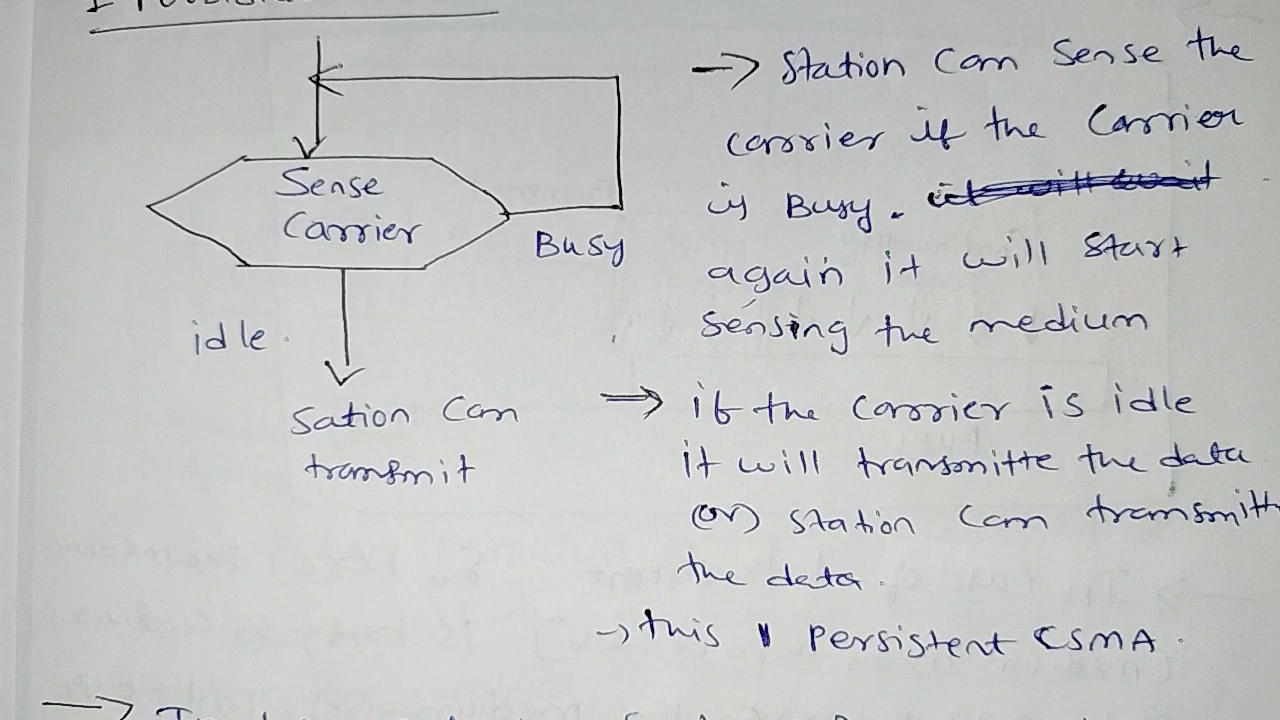 Sense
Carrier
Busy
idle.
Sation Can
transmit
→ Station Can Sense the
carrier if the Carrier
is Busy.
again it will Start
sensing the medium
⇒ if the Carrier is idle
it will transmitte the data
(or) Station Can transmitt
the data.
→ this 1 Persistent CSMA.